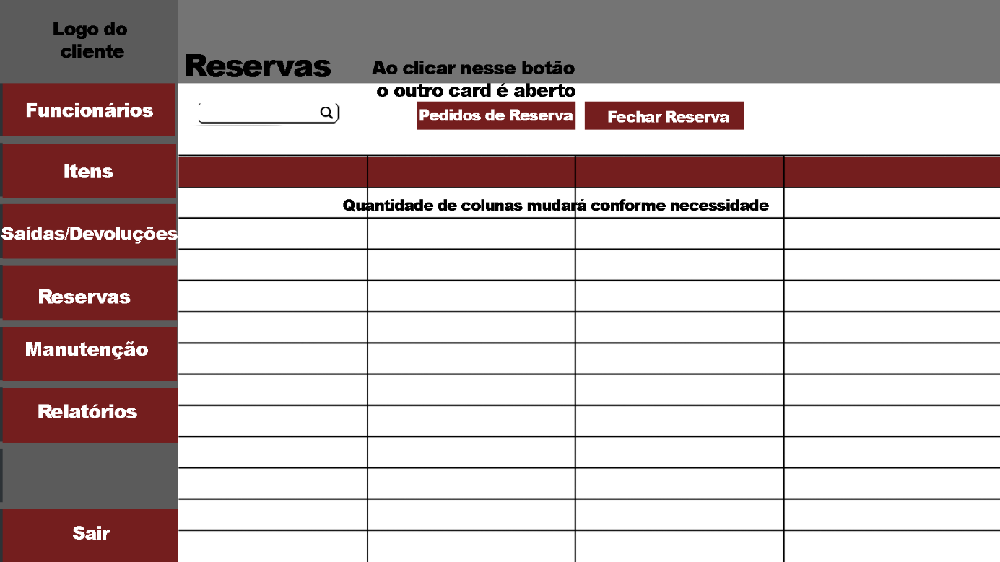 Logo do
cliente
Reservas
Ao clicar nesse botão
o outro card é aberto
Funcionários
Pedidos de Reserva
Fechar Reserva
Itens
Quantidade de colunas mudará conforme necessidade
Saídas/Devoluções
Reservas
Manutenção
Relatórios
Sair